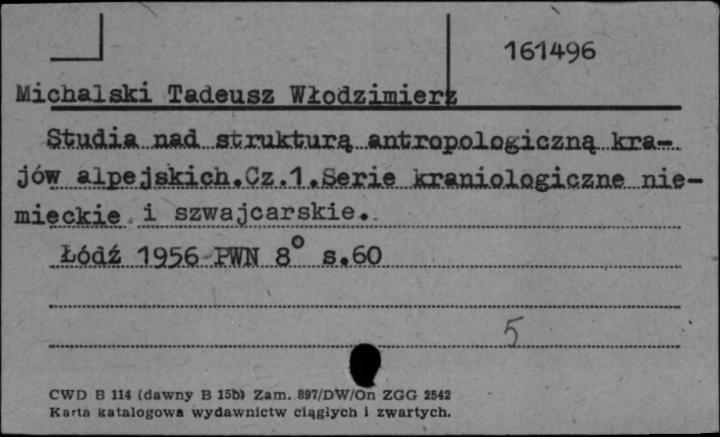 161496
Michalski Tadeusz Włodzimierz
Studia nad strukturą antropologiczną kra-
jów alpejskich.Cz.1.Serie kraniologiczne nie-
mieckie i szwajcarskie.
Łódź 1956 PWN 8° s.60
5
CWD B 114 (dawny B 15b) Zam. 897/DW/On ZGG 2542
Karta katalogowa wydawnictw ciągłych i zwartych.